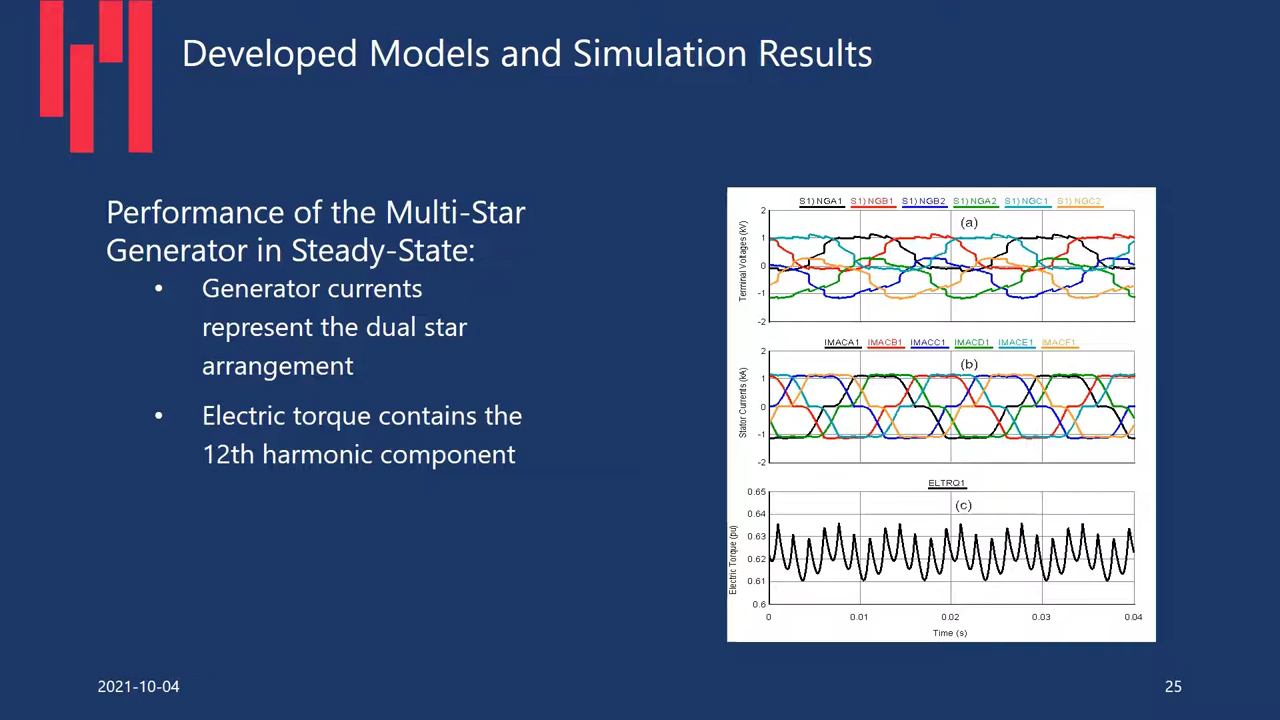 Developed Models and Simulation Results
Performance of the Multi-Star
Generator in Steady-State:
• Generator currents
represent the dual star
arrangement
• Electric torque contains the
12th harmonic component
S1) NGA1 S1) NGB1 S1) NGB2 S1) NGA2 S1) NGC1 S1) NGC2
(a)
Terminal Voltages (kV)
2
1
0
-1
-2
IMACA1 IMACB1 IMACC1 IMACD1 IMACE1 IMACF1
(b)
Stator Currents (kA)
2
1
0
-1
-2
ELTRQ1
(c)
Electric Torque (pu)
0.65
0.64
0.63
0.62
0.61
0.6
0 0.01 0.02 0.03 0.04
Time (s)
2021-10-04
25